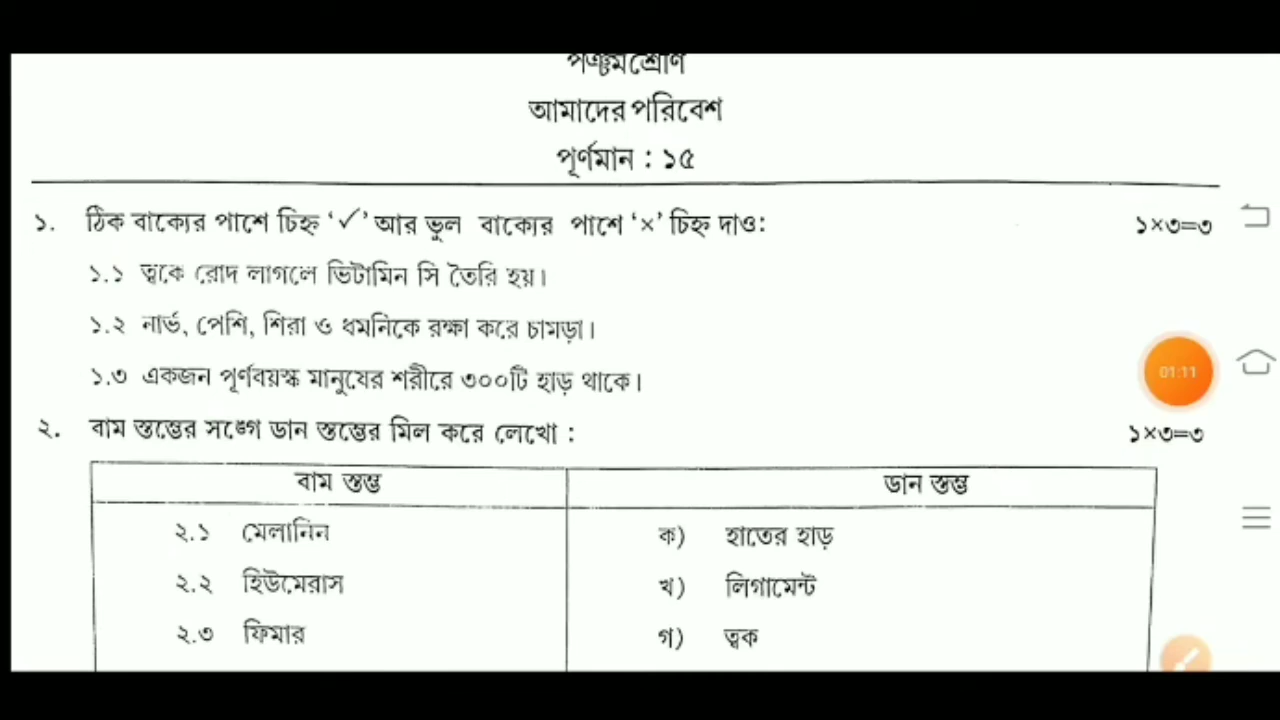 পঞ্চমশ্রেণি
আমাদের পরিবেশ
পূর্ণমান : ১৫
১. ঠিক বাক্যের পাশে চিহ্ন ‘✓’ আর ভুল বাক্যের পাশে ‘×’ চিহ্ন দাও: ১×৩=৩
১.১ ত্বকে রোদ লাগলে ভিটামিন সি তৈরি হয়।
১.২ নার্ভ, পেশি, শিরা ও ধমনিকে রক্ষা করে চামড়া।
১.৩ একজন পূর্ণবয়স্ক মানুষের শরীরে ৩০০টি হাড় থাকে।
01:11
২. বাম স্তম্ভের সঙ্গে ডান স্তম্ভের মিল করে লেখো : ১×৩=৩
বাম স্তম্ভ ডান স্তম্ভ
২.১ মেলানিন ক) হাতের হাড়
২.২ হিউমেরাস খ) লিগামেন্ট
২.৩ ফিমার গ) ত্বক